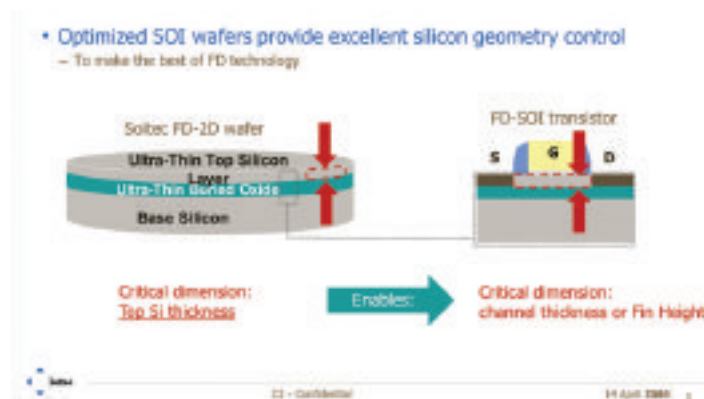 • Optimized SOI wafers provide excellent silicon geometry control
– To make the best of FD technology
Soitec FD-2D wafer
FD-SOI transistor
Ultra-Thin Top Silicon
Layer
Ultra-Thin Buried Oxide
Base Silicon
S
G
D
Critical dimension:
Top Si thickness
Enables:
Critical dimension:
channel thickness or Fin Height
Confidential
14 April